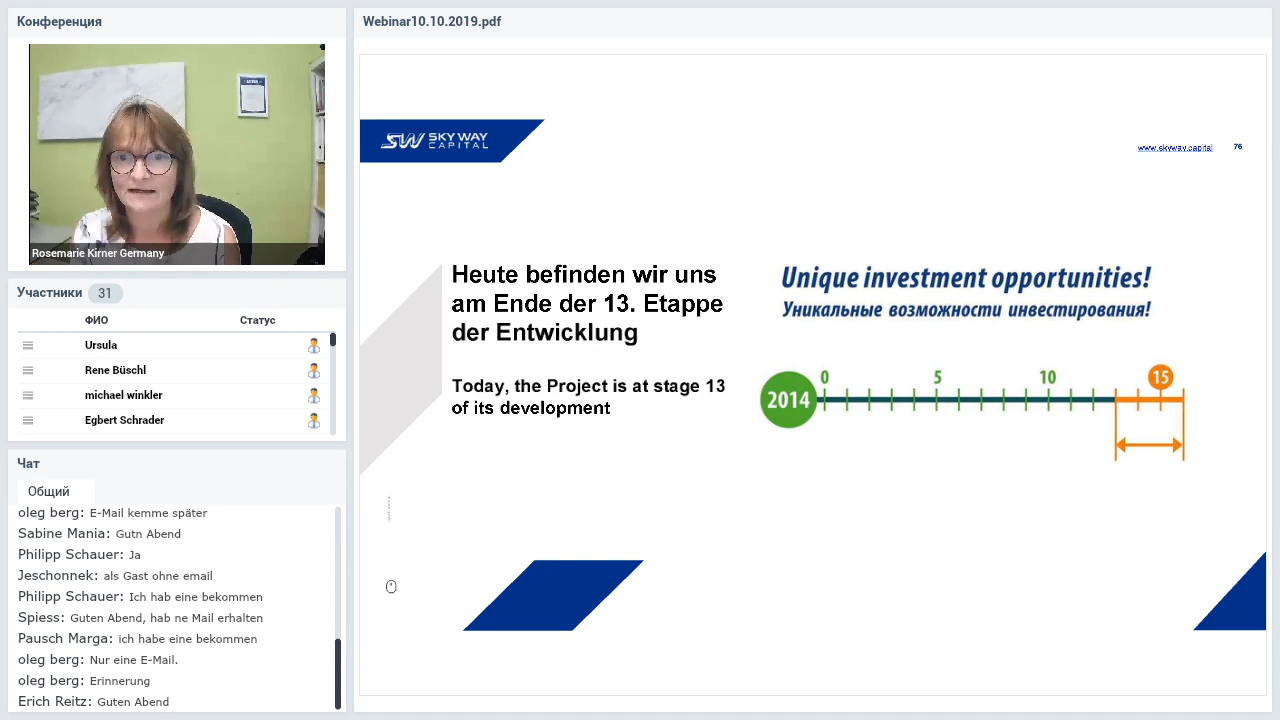 Конференция
Rosemarie Kirner Germany
Участники 31
ФИО Статус
Ursula
Rene Büschl
michael winkler
Egbert Schrader
Чат
Общий
oleg berg: E-Mail kemme später
Sabine Mania: Gutn Abend
Philipp Schauer: Ja
Jeschonnek: als Gast ohne email
Philipp Schauer: Ich hab eine bekommen
Spiess: Guten Abend, hab ne Mail erhalten
Pausch Marga: ich habe eine bekommen
oleg berg: Nur eine E-Mail.
oleg berg: Erinnerung
Erich Reitz: Guten Abend
Webinar10.10.2019.pdf
SW SKY WAY
CAPITAL
www.skyway.capital 76
Heute befinden wir uns
am Ende der 13. Etappe
der Entwicklung
Today, the Project is at stage 13
of its development
Unique investment opportunities!
Уникальные возможности инвестирования!
0 5 10 15
2014